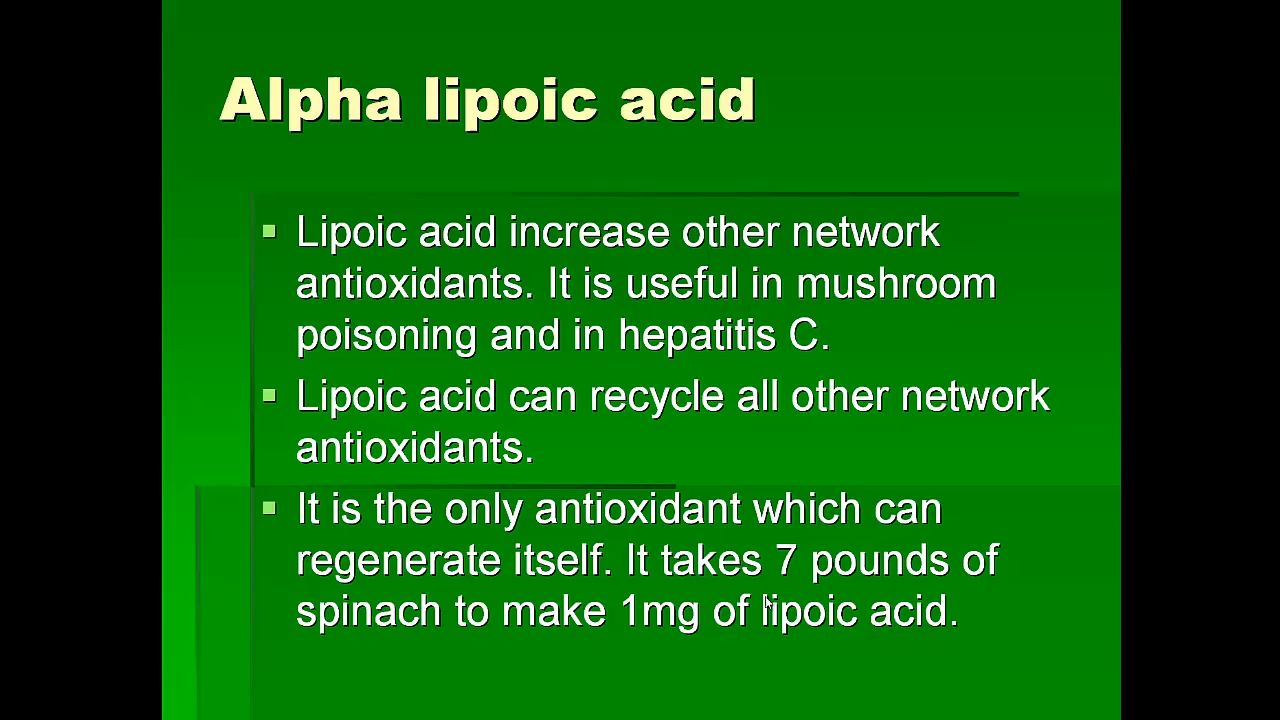 Alpha lipoic acid
Lipoic acid increase other network
antioxidants. It is useful in mushroom
poisoning and in hepatitis C.
Lipoic acid can recycle all other network
antioxidants.
It is the only antioxidant which can
regenerate itself. It takes 7 pounds of
spinach to make 1mg of lipoic acid.